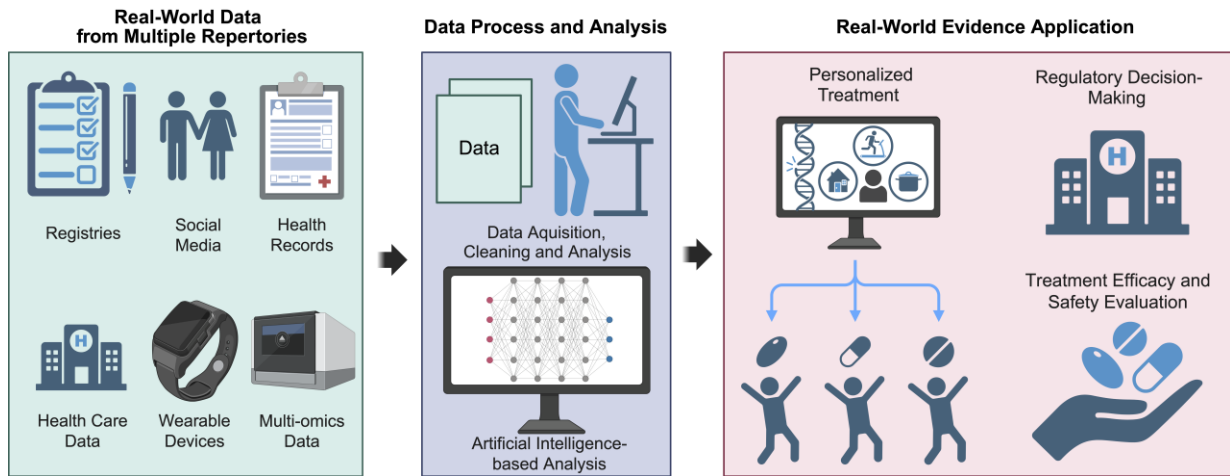 Real-World Data
from Multiple Repertories
Registries
Social
Media
Health
Records
H
Health Care
Data
Wearable
Devices
Multi-omics
Data
Data Process and Analysis
Data
Data Aquisition,
Cleaning and Analysis
Artificial Intelligence-
based Analysis
Real-World Evidence Application
Personalized
Treatment
Regulatory Decision-
Making
H
Treatment Efficacy and
Safety Evaluation